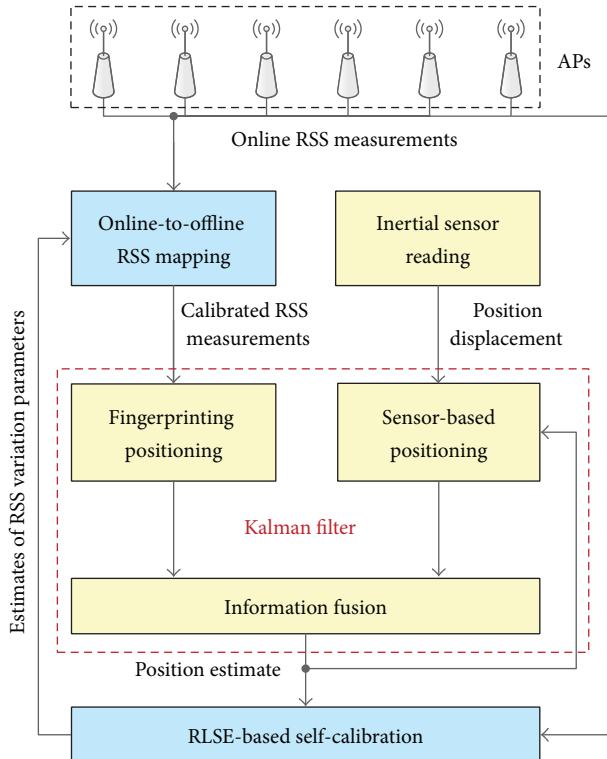 APs
Online RSS measurements
Online-to-offline
RSS mapping
Inertial sensor
reading
Calibrated RSS
measurements
Position
displacement
Estimates of RSS variation parameters
Fingerprinting
positioning
Sensor-based
positioning
Kalman filter
Information fusion
Position estimate
RLSE-based self-calibration